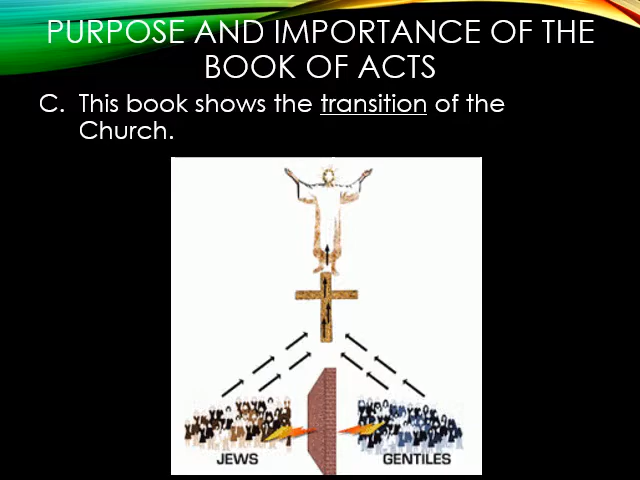 PURPOSE AND IMPORTANCE OF THE
BOOK OF ACTS
C. This book shows the transition of the
Church.
JEWS
GENTILES